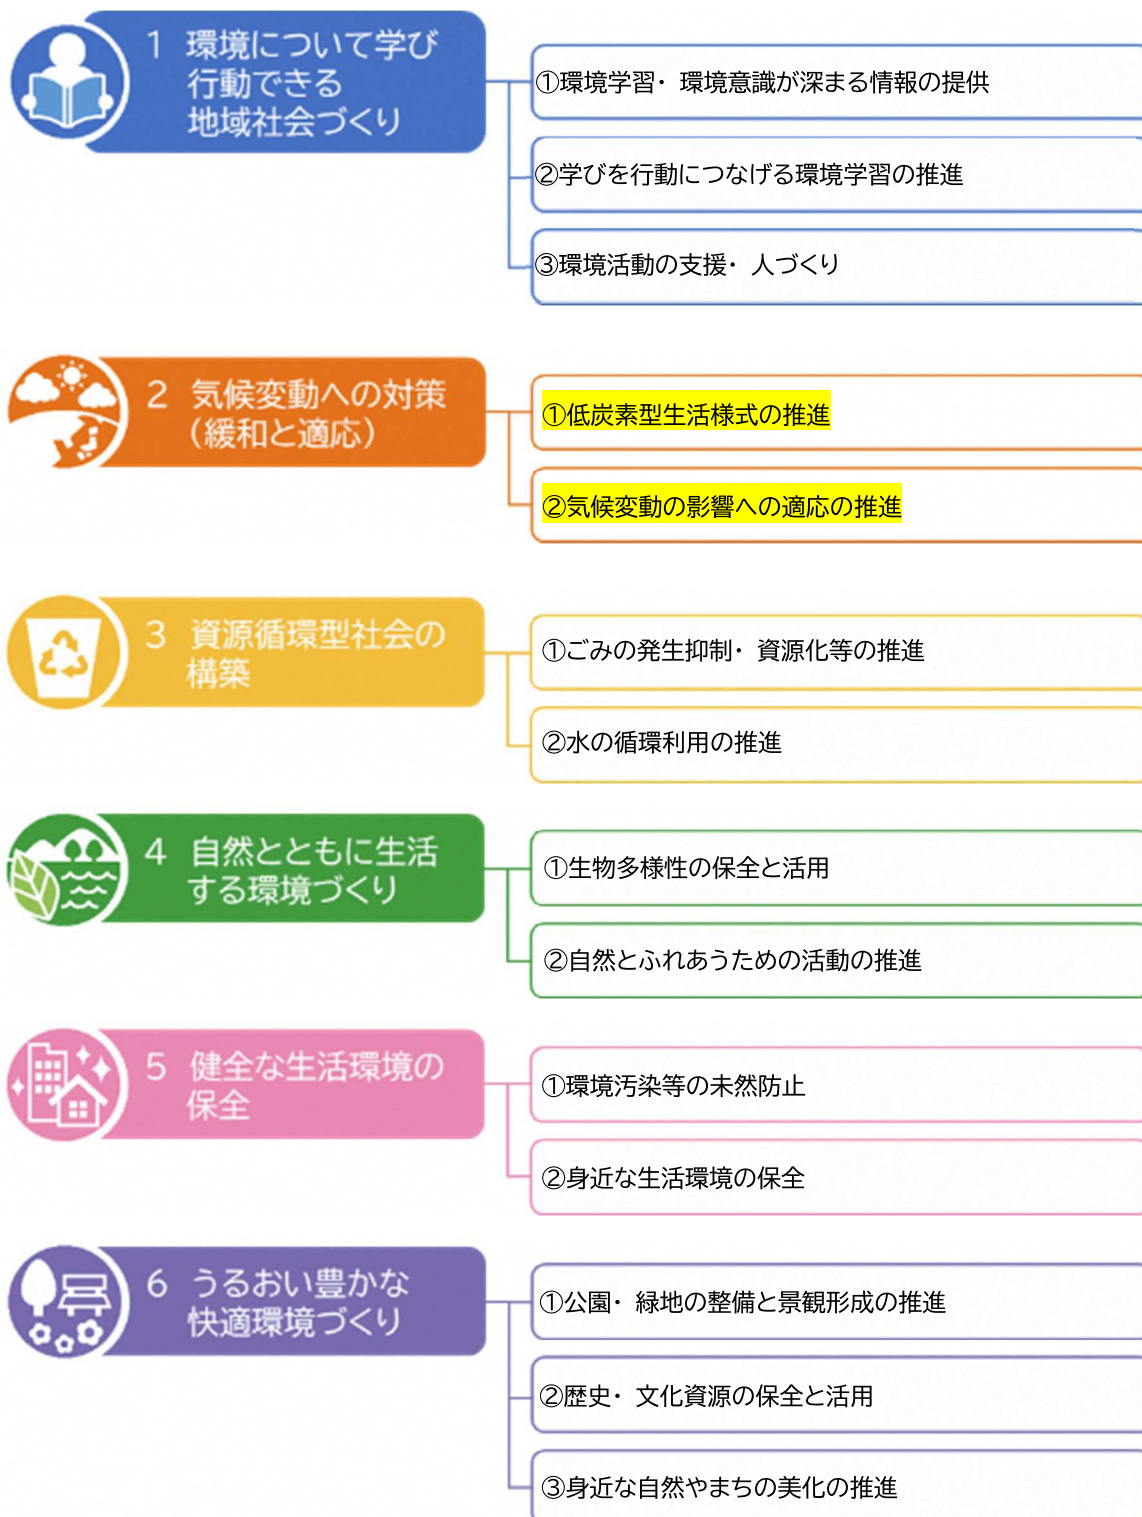 1 環境について学び
行動できる
地域社会づくり
①環境学習・環境意識が深まる情報の提供
②学びを行動につなげる環境学習の推進
③環境活動の支援・人づくり
2 気候変動への対策
（緩和と適応）
①低炭素型生活様式の推進
②気候変動の影響への適応の推進
3 資源循環型社会の
構築
①ごみの発生抑制・資源化等の推進
②水の循環利用の推進
4 自然とともに生活
する環境づくり
①生物多様性の保全と活用
②自然とふれあうための活動の推進
5 健全な生活環境の
保全
①環境汚染等の未然防止
②身近な生活環境の保全
6 うるおい豊かな
快適環境づくり
①公園・緑地の整備と景観形成の推進
②歴史・文化資源の保全と活用
③身近な自然やまちの美化の推進